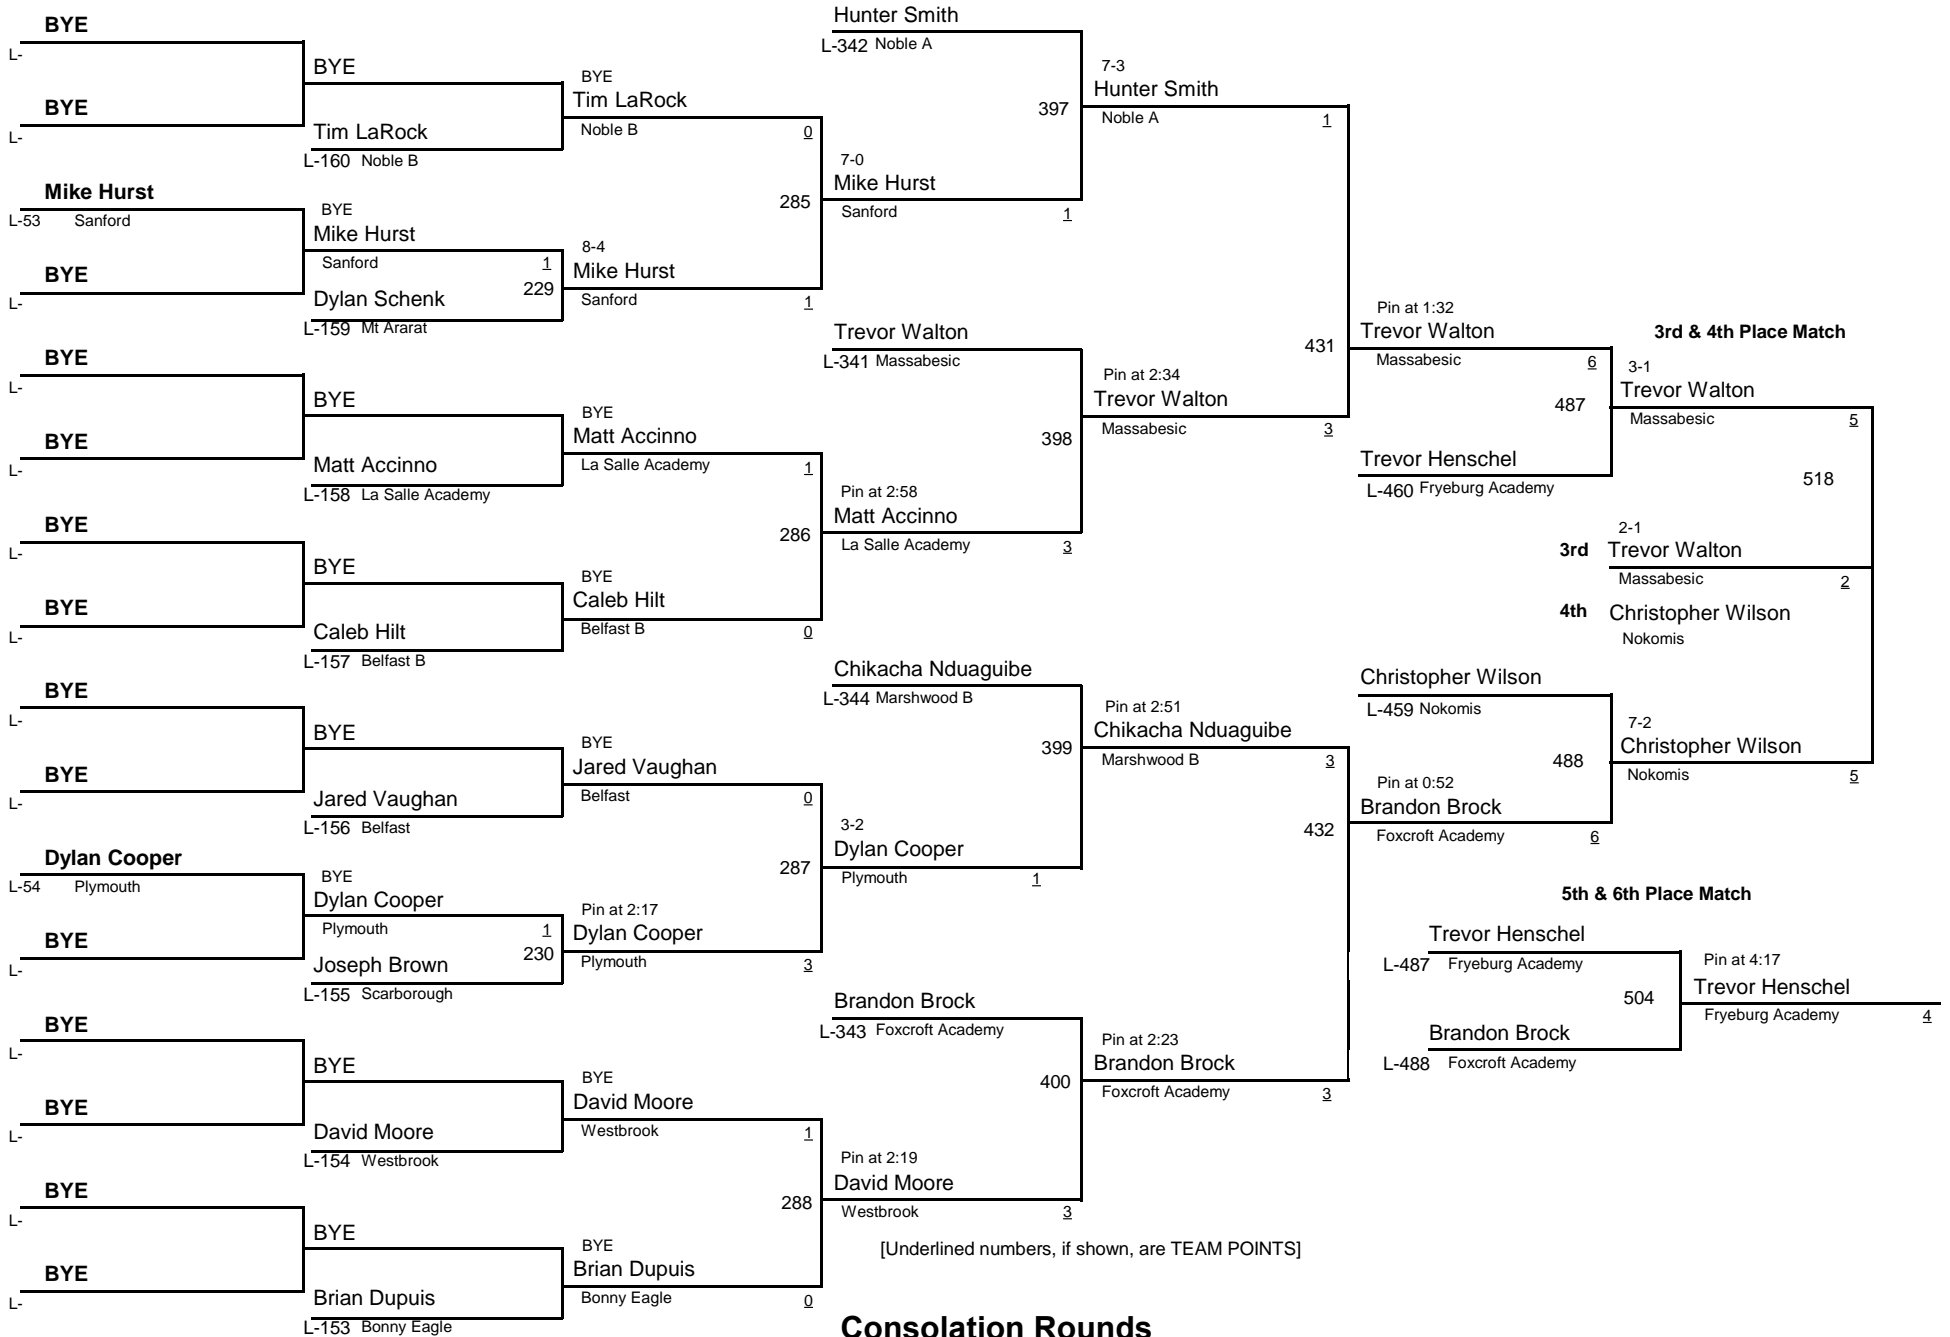 BYE
L-
BYE
L-
Mike Hurst
L-53 Sanford
BYE
L-
BYE
L-
BYE
L-
BYE
L-
BYE
L-
BYE
L-
BYE
L-
Dylan Cooper
L-54 Plymouth
BYE
L-
BYE
L-
BYE
L-
BYE
L-
BYE
L-
BYE
Tim LaRock
L-160 Noble B
BYE
Mike Hurst
Sanford 1
229
Dylan Schenk
L-159 Mt Ararat
BYE
Matt Accinno
L-158 La Salle Academy
BYE
Caleb Hilt
L-157 Belfast B
BYE
Jared Vaughan
L-156 Belfast
BYE
Dylan Cooper
Plymouth 1
230
Joseph Brown
L-155 Scarborough
BYE
David Moore
L-154 Westbrook
BYE
Brian Dupuis
L-153 Bonny Eagle
BYE
Tim LaRock
Noble B 0
285
8-4
Mike Hurst
Sanford 1
BYE
Matt Accinno
La Salle Academy 1
286
BYE
Caleb Hilt
Belfast B 0
BYE
Jared Vaughan
Belfast 0
287
Pin at 2:17
Dylan Cooper
Plymouth 3
BYE
David Moore
Westbrook 1
288
BYE
Brian Dupuis
Bonny Eagle 0
Hunter Smith
L-342 Noble A
397
7-0
Mike Hurst
Sanford 1
Trevor Walton
L-341 Massabesic
398
Pin at 2:58
Matt Accinno
La Salle Academy 3
Chikacha Nduaguibe
L-344 Marshwood B
399
3-2
Dylan Cooper
Plymouth 1
Brandon Brock
L-343 Foxcroft Academy
400
Pin at 2:19
David Moore
Westbrook 3
7-3
Hunter Smith
Noble A 1
431
Pin at 2:34
Trevor Walton
Massabesic 3
Pin at 2:51
Chikacha Nduaguibe
Marshwood B 3
432
Pin at 2:23
Brandon Brock
Foxcroft Academy 3
Pin at 1:32
Trevor Walton
Massabesic 6
487
Trevor Henschel
L-460 Fryeburg Academy
Christopher Wilson
L-459 Nokomis
488
Pin at 0:52
Brandon Brock
Foxcroft Academy 6
3rd & 4th Place Match
3-1
Trevor Walton
Massabesic 5
518
2-1
3rd Trevor Walton
Massabesic 2
4th Christopher Wilson
Nokomis
7-2
Christopher Wilson
Nokomis 5
5th & 6th Place Match
Trevor Henschel
L-487 Fryeburg Academy
504
Brandon Brock
L-488 Foxcroft Academy
Pin at 4:17
Trevor Henschel
Fryeburg Academy 4
[Underlined numbers, if shown, are TEAM POINTS]
Consolation Rounds